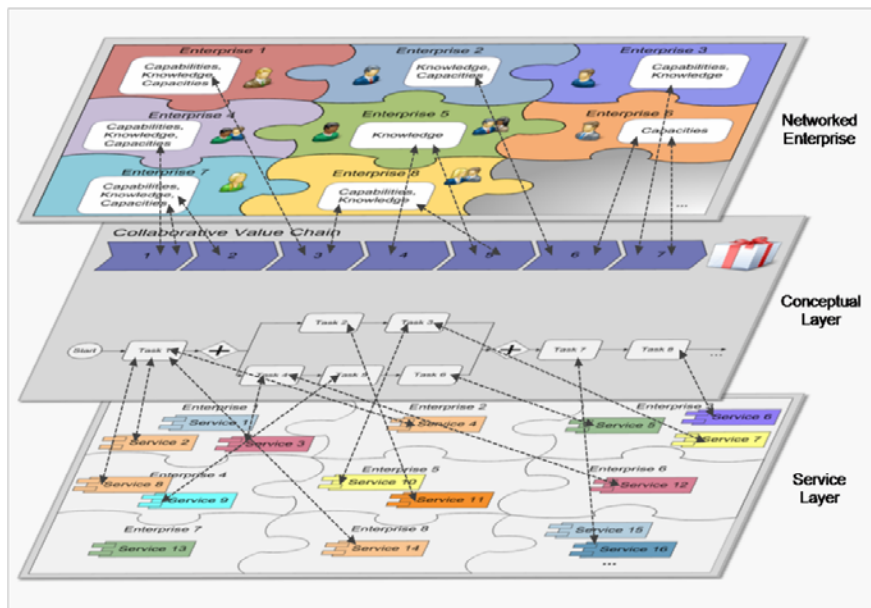 Enterprise 1
Enterprise 2
Enterprise 3
Capabilities,
Knowledge,
Capacities
Knowledge,
Capacities
Capabilities,
Knowledge
Enterprise 4
Enterprise 5
Enterprise 6
Capabilities,
Knowledge,
Capacities
Knowledge
Capacities
Enterprise 7
Enterprise 8
Capabilities,
Knowledge,
Capacities
Capabilities,
Knowledge
...
Networked
Enterprise
Collaborative Value Chain
1 2 3 4 5 6 7
Conceptual
Layer
Start
Task 1
Task 2
Task 3
Task 4
Task 5
Task 6
Task 7
Task 8
...
Enterprise
Enterprise 2
Enterprise
Service 1
Service 2
Service 3
Service 4
Service 5
Service 6
Service 7
Enterprise 4
Enterprise 5
Enterprise 6
Service 8
Service 9
Service 10
Service 11
Service 12
Service
Layer
Enterprise 7
Enterprise 8
Service 13
Service 14
Service 15
Service 16
...